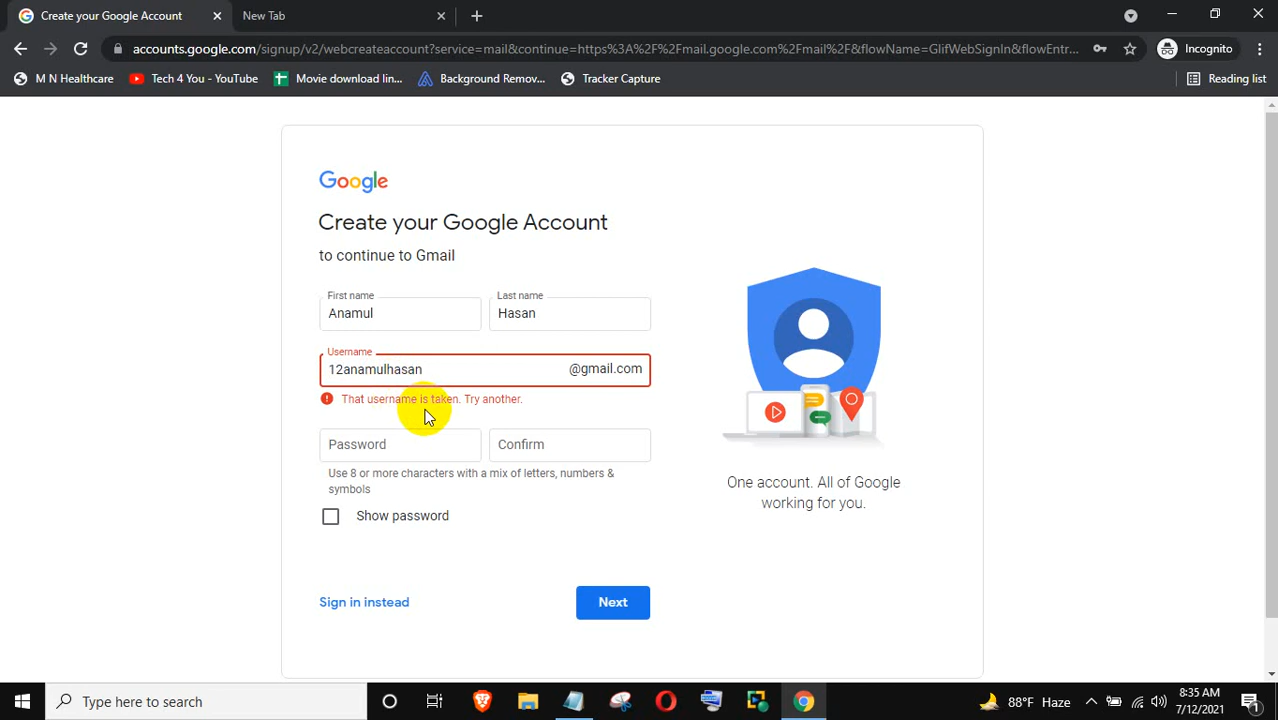 Create your Google Account
New Tab
accounts.google.com/signup/v2/webcreateaccount?service=mail&continue=https%3A%2F%2Fmail.google.com%2Fmail%2F&flowName=GlifWebSignIn&flowEntr...
Incognito
M N Healthcare
Tech 4 You - YouTube
Movie download lin...
Background Remov...
Tracker Capture
Reading list
Google
Create your Google Account
to continue to Gmail
First name
Last name
Anamul
Hasan
Username
12anamulhasan
@gmail.com
That username is taken. Try another.
Password
Confirm
Use 8 or more characters with a mix of letters, numbers &
symbols
Show password
Sign in instead
Next
One account. All of Google
working for you.
Type here to search
88°F Haze
8:35 AM
7/12/2021
1